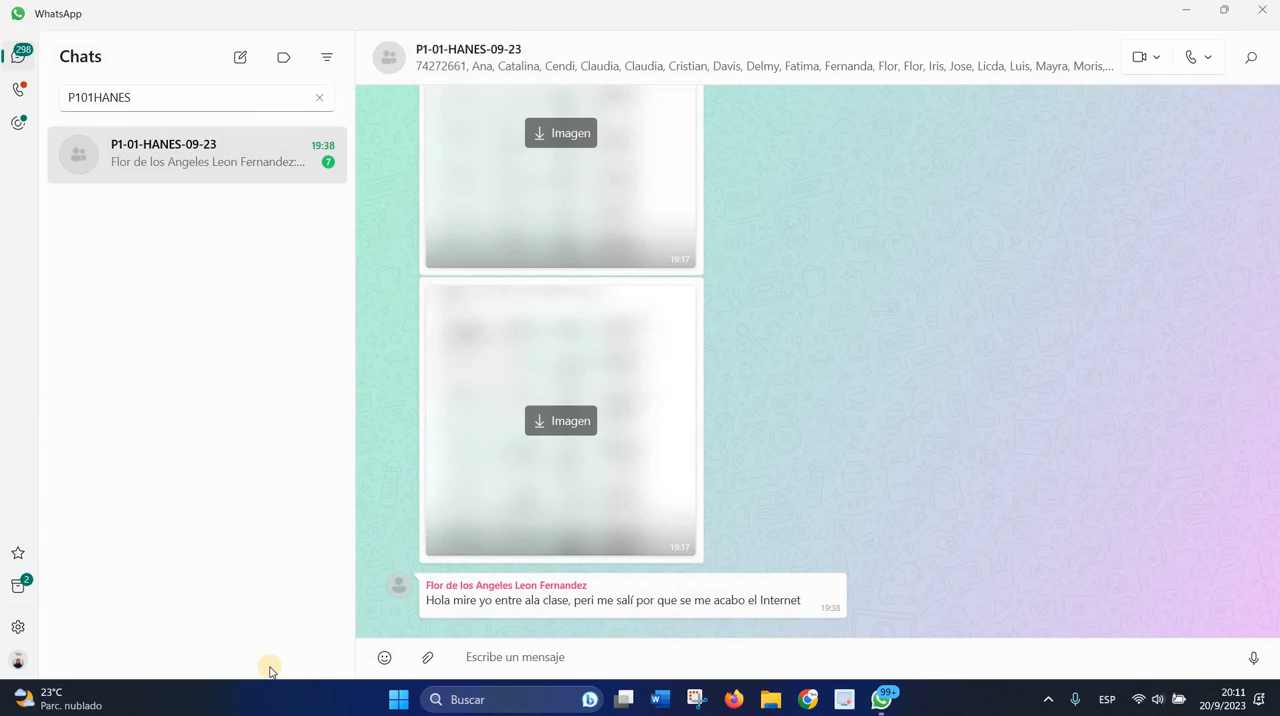 WhatsApp
298
Chats
P101HANES
P1-01-HANES-09-23
19:38
Flor de los Angeles Leon Fernandez:...
7
2
P1-01-HANES-09-23
74272661, Ana, Catalina, Cendi, Claudia, Claudia, Cristian, Davis, Delmy, Fatima, Fernanda, Flor, Flor, Iris, Jose, Licda, Luis, Mayra, Moris,...
Imagen
19:17
Imagen
19:17
Flor de los Angeles Leon Fernandez
Hola mire yo entre ala clase, peri me salí por que se me acabo el Internet
19:38
Escribe un mensaje
23°C
Parc. nublado
Buscar
99+
ESP
20:11
20/9/2023